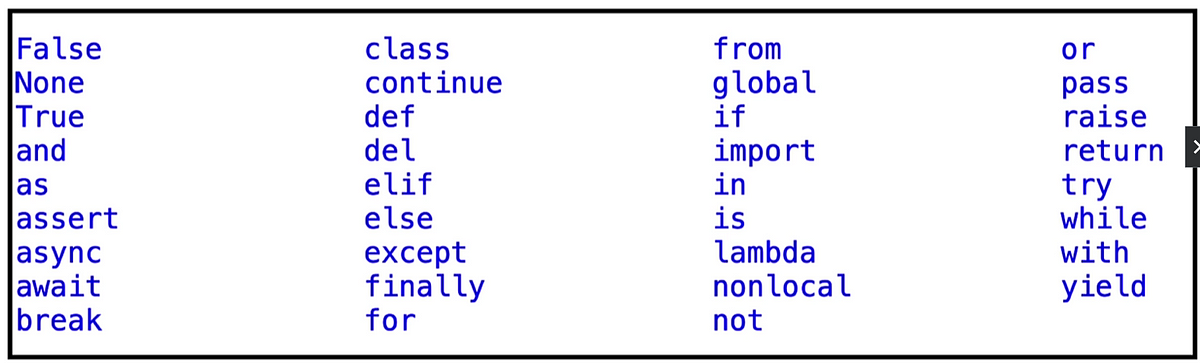 False class from or
None continue global pass
True def if raise
and del import return
as elif in try
assert else is while
async except lambda with
await finally nonlocal yield
break for not